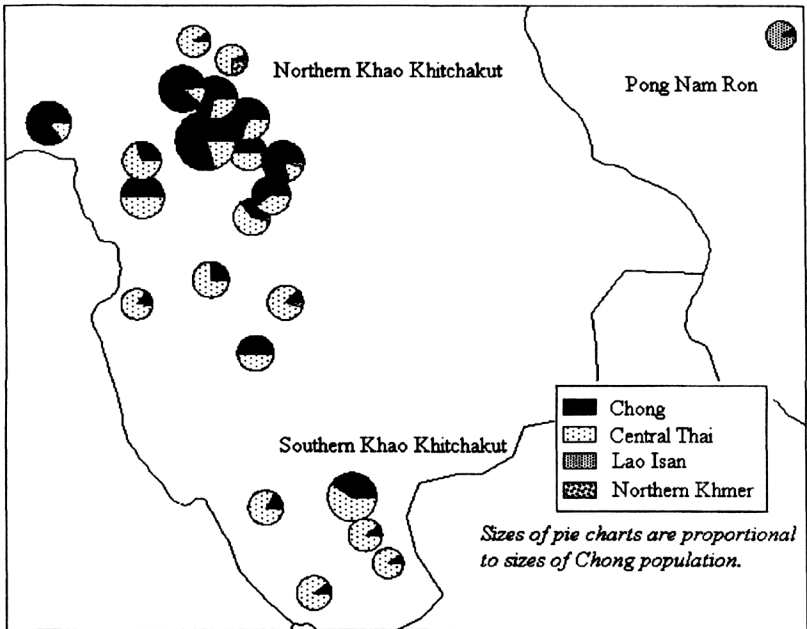 Northern Khao Khitchakut
Pong Nam Ron
Southern Khao Khitchakut
Chong
Central Thai
Lao Isan
Northern Khmer
Sizes of pie charts are proportional
to sizes of Chong population.